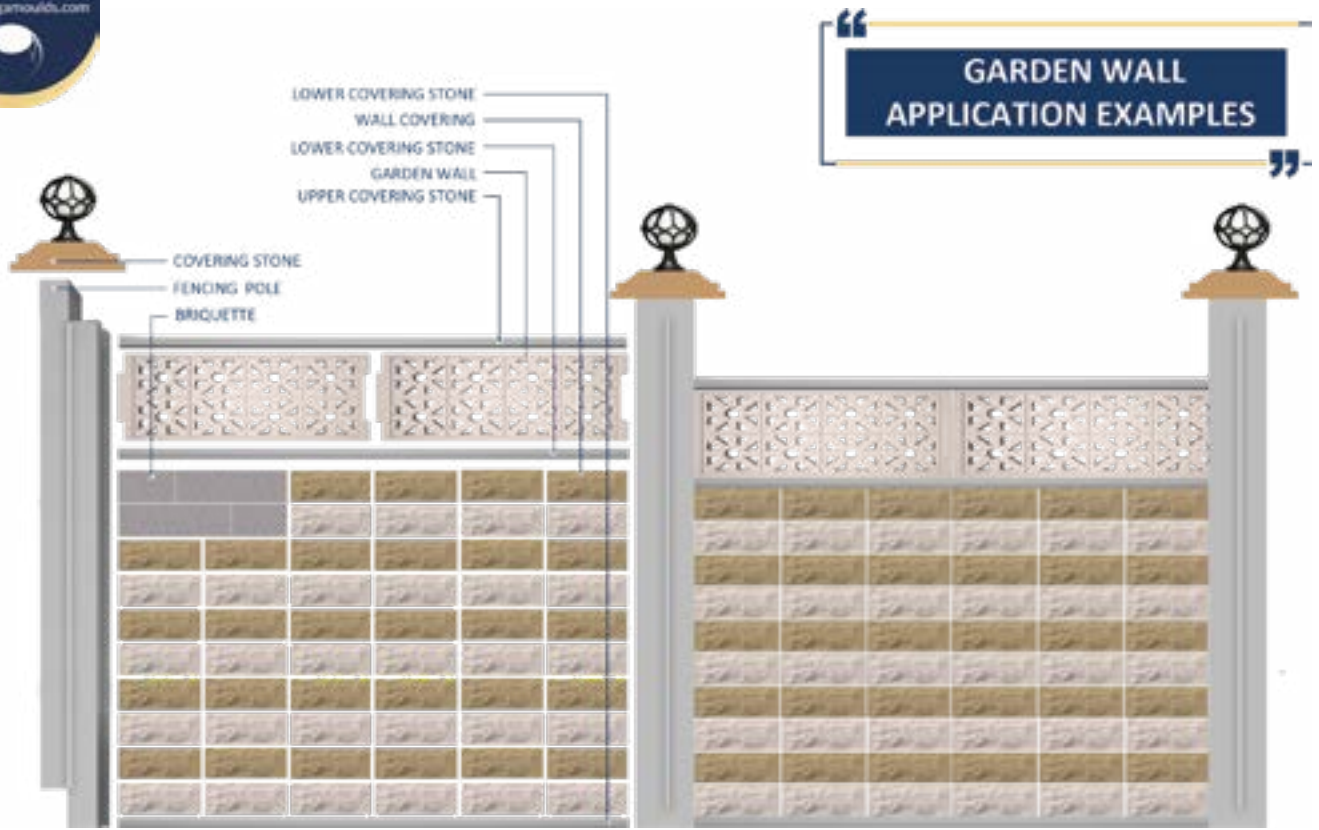 GARDEN WALL
APPLICATION EXAMPLES
LOWER COVERING STONE
WALL COVERING
LOWER COVERING STONE
GARDEN WALL
UPPER COVERING STONE
COVERING STONE
FENCING POLE
BRIQUETTE